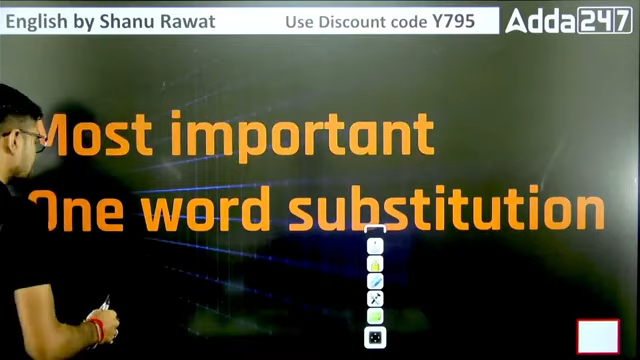 English by Shanu Rawat Use Discount code Y795 Adda247
Most important
One word substitution